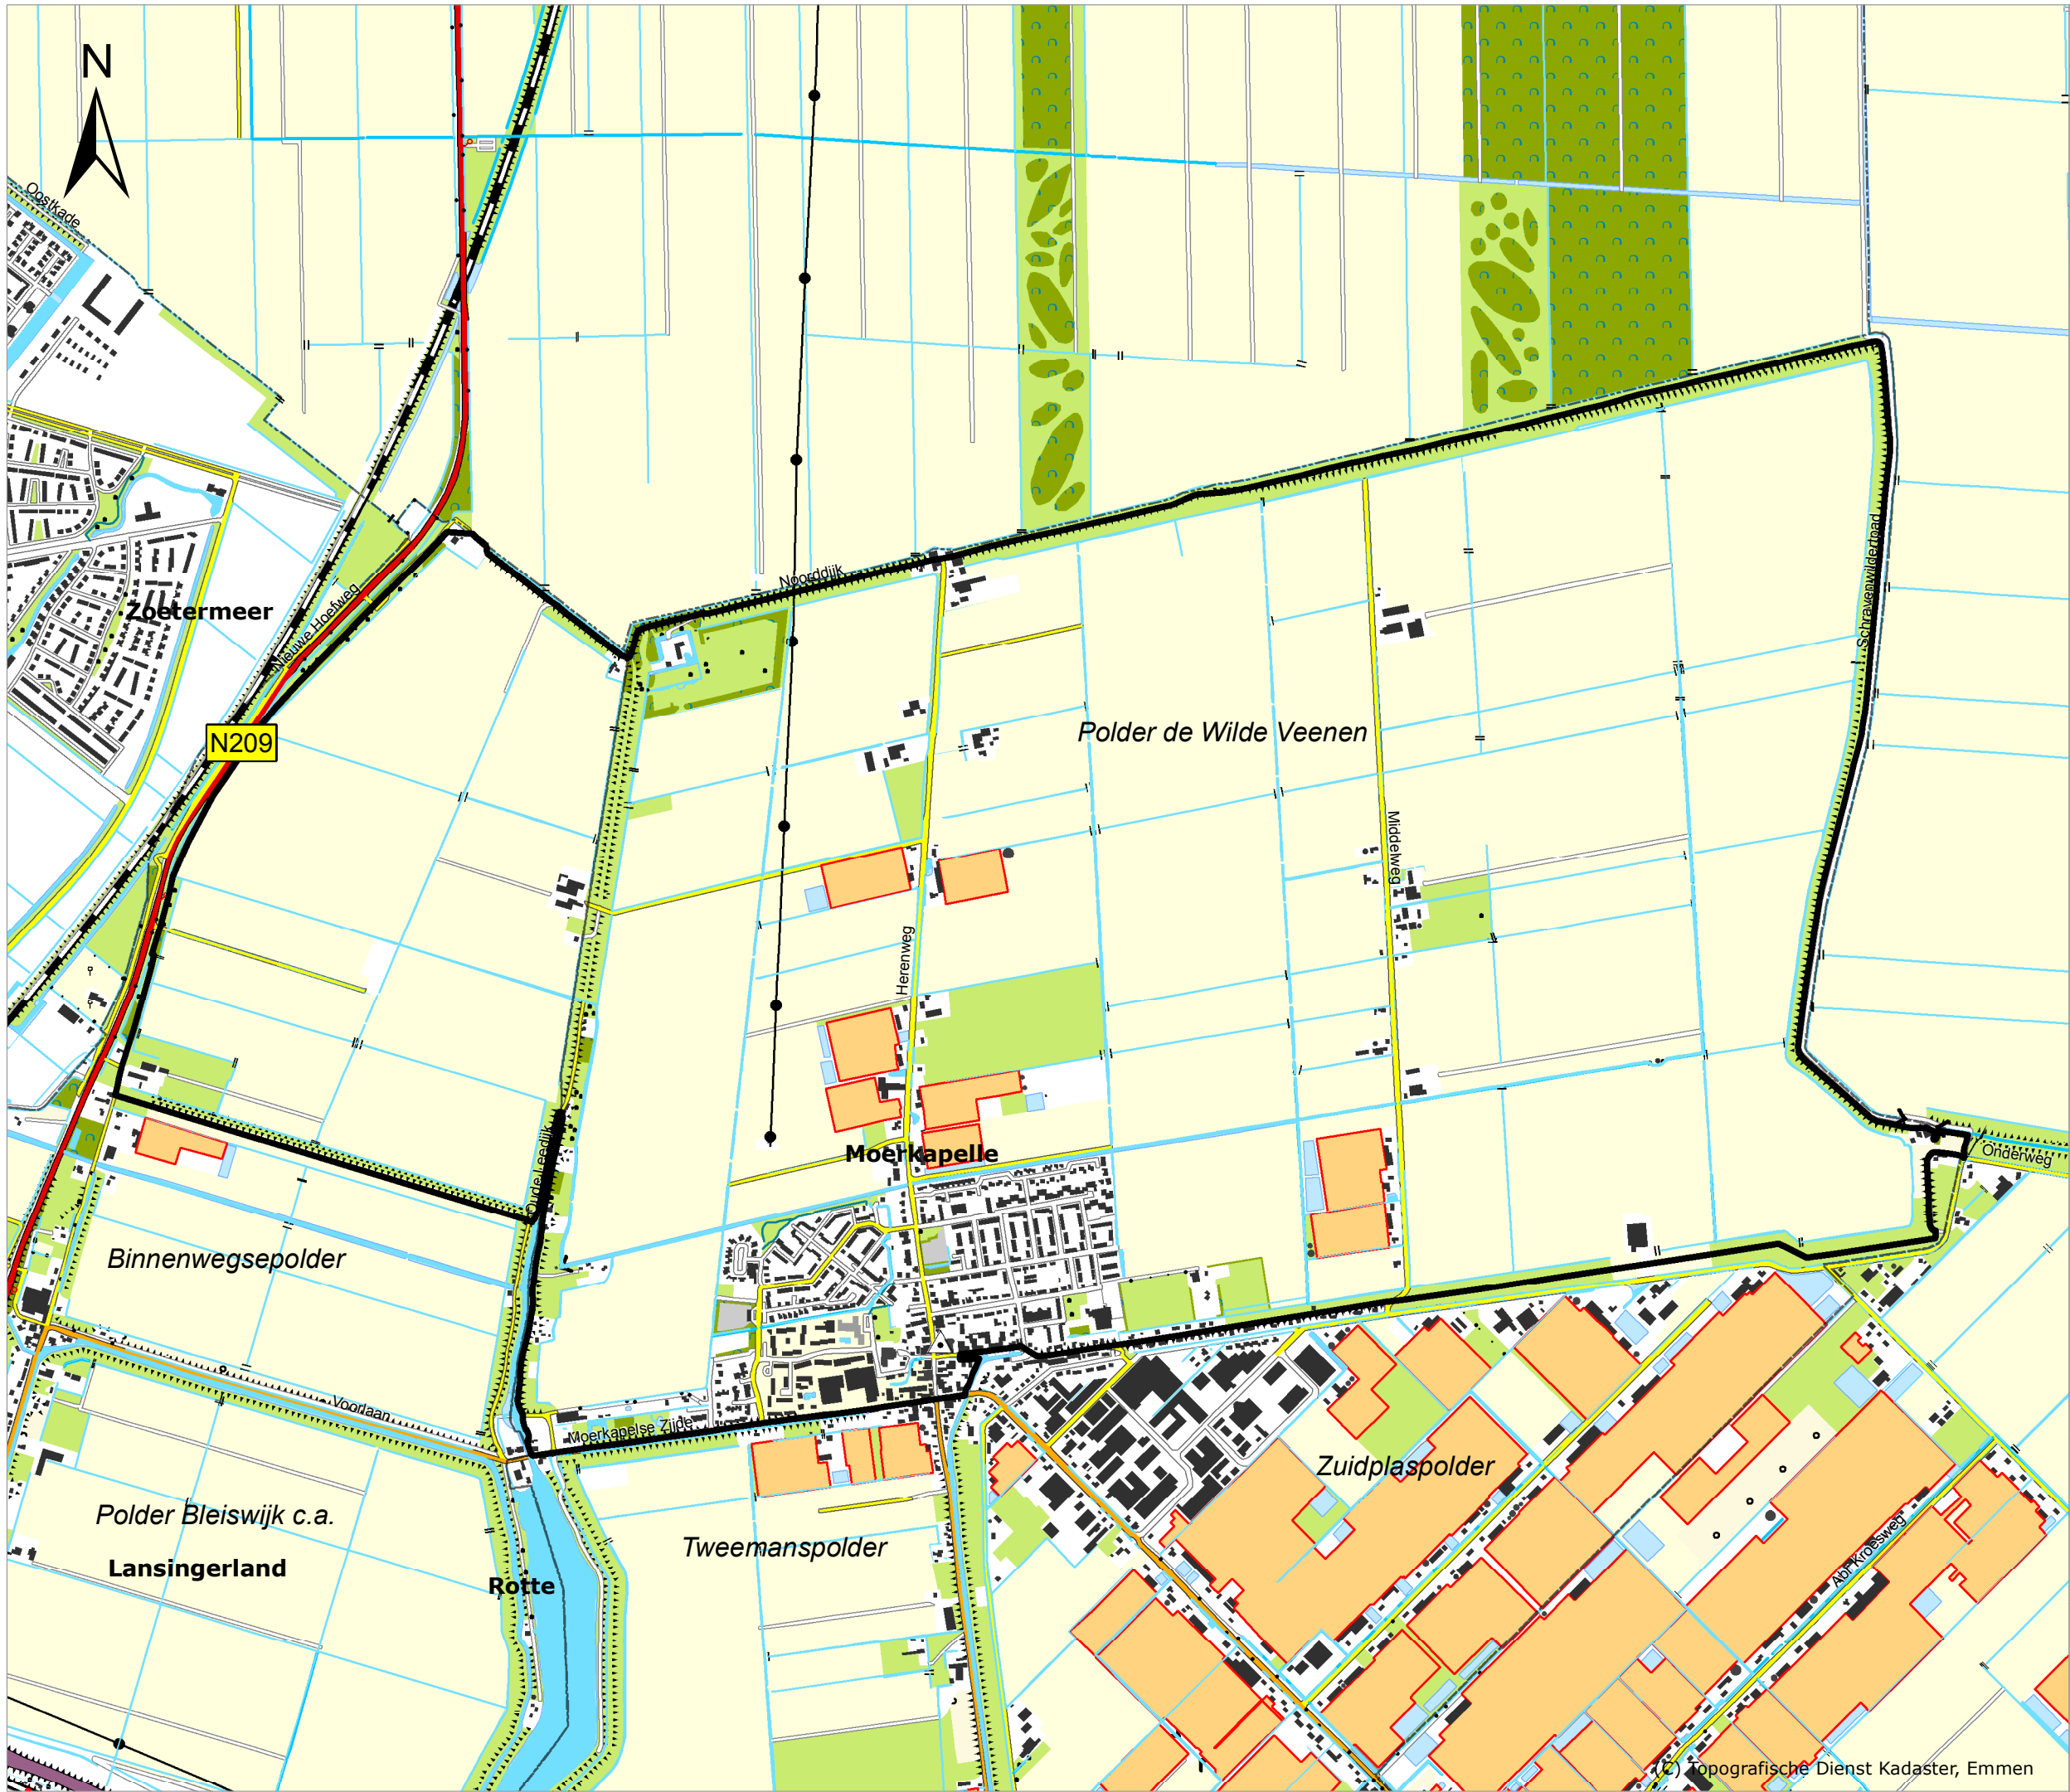 N
Oostkade
Noorddijk
Schravenwildertpad
Zoetermeer
Nieuwe Hoefweg
N209
Polder de Wilde Veenen
Middelweg
Herenweg
Moerkapelle
Oude Leedijk
Onderweg
Binnenwegsepolder
Voorlaan
Moerkapelse Zijde
Zuidplaspolder
Polder Bleiswijk c.a.
Tweemanspolder
Abr Kroesweg
Lansingerland
Rotte
(C) Topografische Dienst Kadaster, Emmen